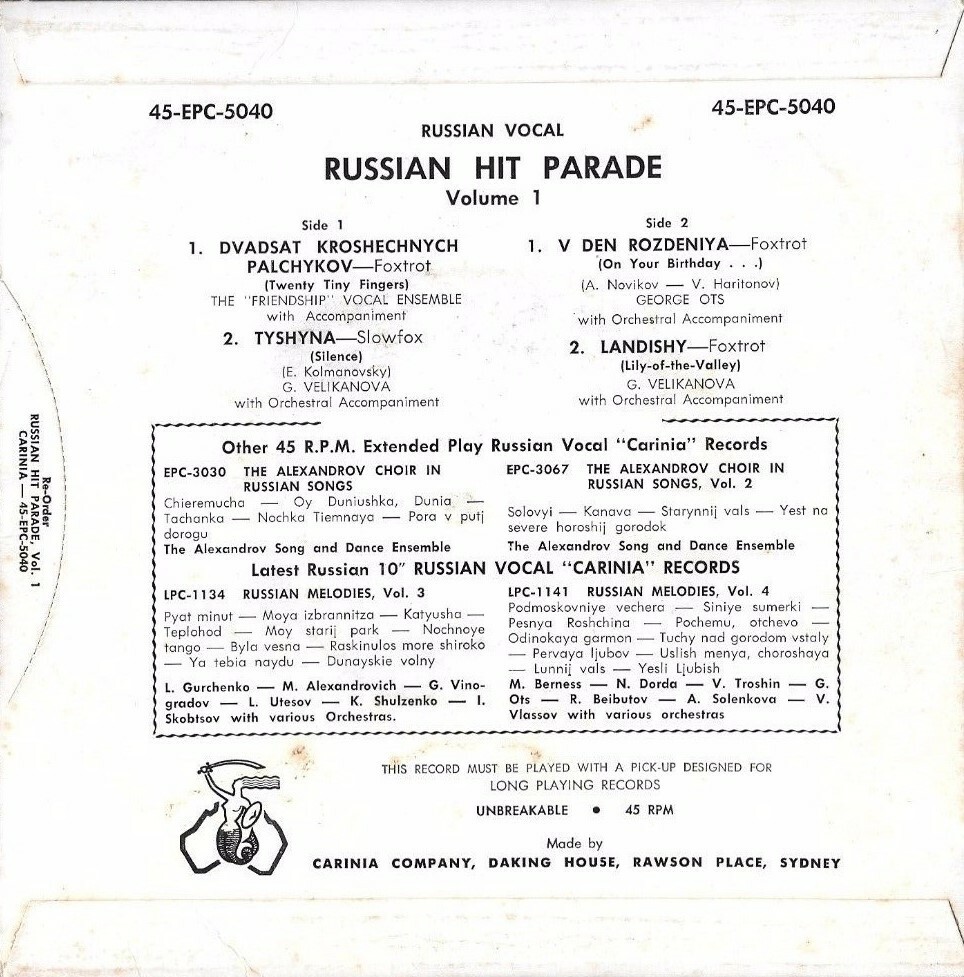 45-EPC-5040
45-EPC-5040
RUSSIAN VOCAL
RUSSIAN HIT PARADE
Volume 1
Side 1
1. DVADSAT KROSHECHNYCH
PALCHYKOV—Foxtrot
(Twenty Tiny Fingers)
THE "FRIENDSHIP" VOCAL ENSEMBLE
with Accompaniment
2. TYSHYNA—Slowfox
(Silence)
(E. Kolmanovsky)
G. VELIKANOVA
with Orchestral Accompaniment
Side 2
1. V DEN ROZDENIYA—Foxtrot
(On Your Birthday . . .)
(A. Novikov — V. Haritonov)
GEORGE OTS
with Orchestral Accompaniment
2. LANDISHY—Foxtrot
(Lily-of-the-Valley)
G. VELIKANOVA
with Orchestral Accompaniment
Other 45 R.P.M. Extended Play Russian Vocal "Carinia" Records
EPC-3030 THE ALEXANDROV CHOIR IN
RUSSIAN SONGS
Chieremucha — Oy Duniushka, Dunia —
Tachanka — Nochka Tiemnaya — Pora v putj
dorogu
The Alexandrov Song and Dance Ensemble
EPC-3067 THE ALEXANDROV CHOIR IN
RUSSIAN SONGS, Vol. 2
Solovyi — Kanava — Starynnij vals — Yest na
severe horoshij gorodok
The Alexandrov Song and Dance Ensemble
Latest Russian 10" RUSSIAN VOCAL "CARINIA" RECORDS
LPC-1134 RUSSIAN MELODIES, Vol. 3
Pyat minut — Moya izbrannitza — Katyusha —
Teplohod — Moy starij park — Nochnoye
tango — Byla vesna — Raskinulos more shiroko
— Ya tebia naydu — Dunayskie volny
L. Gurchenko — M. Alexandrovich — G. Vino-
gradov — L. Utesov — K. Shulzenko — I.
Skobtsov with various Orchestras.
LPC-1141 RUSSIAN MELODIES, Vol. 4
Podmoskovniye vechera — Siniye sumerki —
Pesnya Roshchina — Pochemu, otchevo —
Odinokaya garmon — Tuchy nad gorodom vstaly
— Pervaya ljubov — Uslish menya, choroshaya
— Lunnij vals — Yesli Ljubish
M. Berness — N. Dorda — V. Troshin — G.
Ots — R. Beibutov — A. Solenkova — V.
Vlassov with various orchestras
Re-Order
RUSSIAN HIT PARADE, Vol. 1
CARINIA — 45-EPC-5040
THIS RECORD MUST BE PLAYED WITH A PICK-UP DESIGNED FOR
LONG PLAYING RECORDS
UNBREAKABLE • 45 RPM
Made by
CARINIA COMPANY, DAKING HOUSE, RAWSON PLACE, SYDNEY